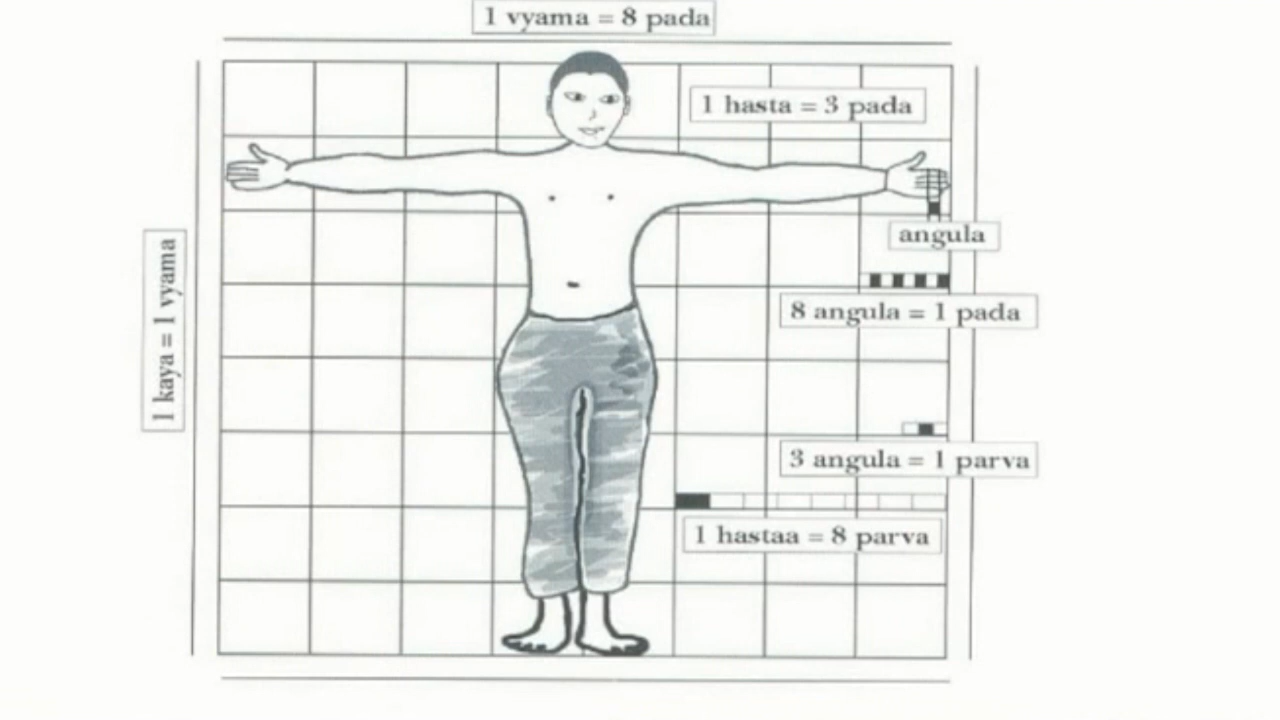 1 vyama = 8 pada
1 hasta = 3 pada
angula
8 angula = 1 pada
1 kaya = 1 vyama
3 angula = 1 parva
1 hastaa = 8 parva